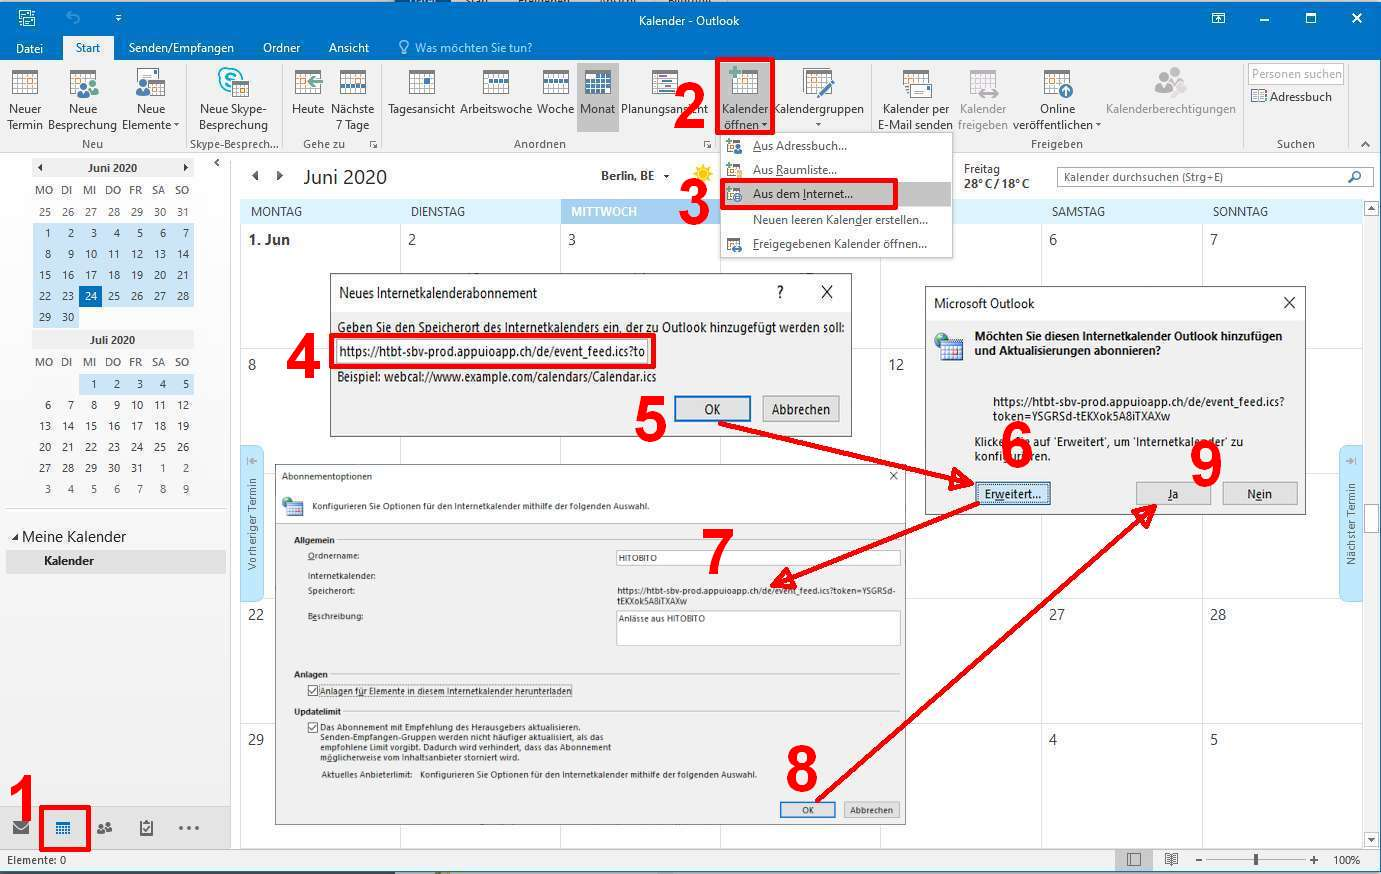 Kalender - Outlook
Datei
Start
Senden/Empfangen
Ordner
Ansicht
Was möchten Sie tun?
Neuer Termin
Neue Besprechung
Neue Elemente
Neu
Neue Skype-Besprechung
Skype-Besprech...
Heute
Nächste 7 Tage
Gehe zu
Tagesansicht
Arbeitswoche
Woche
Monat
Planungsansicht
Anordnen
2
Kalender öffnen
Kalendergruppen
Kalender per E-Mail senden
Kalender freigeben
Online veröffentlichen
Kalenderberechtigungen
Freigeben
Personen suchen
Adressbuch
Suchen
Aus Adressbuch...
Aus Raumliste...
3
Aus dem Internet...
Neuen leeren Kalender erstellen...
Freigegebenen Kalender öffnen...
Juni 2020
MO DI MI DO FR SA SO
25 26 27 28 29 30 31
1 2 3 4 5 6 7
8 9 10 11 12 13 14
15 16 17 18 19 20 21
22 23 24 25 26 27 28
29 30
Juli 2020
MO DI MI DO FR SA SO
1 2 3 4 5
6 7 8 9 10 11 12
13 14 15 16 17 18 19
20 21 22 23 24 25 26
27 28 29 30 31 1 2
3 4 5 6 7 8 9
Meine Kalender
Kalender
1
Elemente: 0
Juni 2020
Berlin, BE
Freitag
28° C / 18° C
Kalender durchsuchen (Strg+E)
MONTAG DIENSTAG MITTWOCH SAMSTAG SONNTAG
1. Jun 2 3 6 7
8 12
22 27 28
29 4 5
Vorheriger Termin
Nächster Termin
Neues Internetkalenderabonnement
?
Geben Sie den Speicherort des Internetkalenders ein, der zu Outlook hinzugefügt werden soll:
4
https://htbt-sbv-prod.appuioapp.ch/de/event_feed.ics?to
Beispiel: webcal://www.example.com/calendars/Calendar.ics
5
OK
Abbrechen
Microsoft Outlook
Möchten Sie diesen Internetkalender Outlook hinzufügen
und Aktualisierungen abonnieren?
https://htbt-sbv-prod.appuioapp.ch/de/event_feed.ics?
token=YSGRSd-tEKXok5A8iTXAXw
6
Klicken Sie auf 'Erweitert', um 'Internetkalender' zu
konfigurieren.
9
Erweitert...
Ja
Nein
Abonnementoptionen
Konfigurieren Sie Optionen für den Internetkalender mithilfe der folgenden Auswahl.
Allgemein
7
Ordnername:
HITOBITO
Internetkalender:
Speicherort:
https://htbt-sbv-prod.appuioapp.ch/de/event_feed.ics?token=YSGRSd-
tEKXok5A8iTXAXw
Beschreibung:
Anlässe aus HITOBITO
Anlagen
Anlagen für Elemente in diesem Internetkalender herunterladen
Updatelimit
Das Abonnement mit Empfehlung des Herausgebers aktualisieren.
Senden-Empfangen-Gruppen werden nicht häufiger aktualisiert, als das
empfohlene Limit vorgibt. Dadurch wird verhindert, dass das Abonnement
möglicherweise vom Inhaltsanbieter storniert wird.
Aktuelles Anbieterlimit: Konfigurieren Sie Optionen für den Internetkalender mithilfe der folgenden Auswahl.
8
OK
Abbrechen
100%